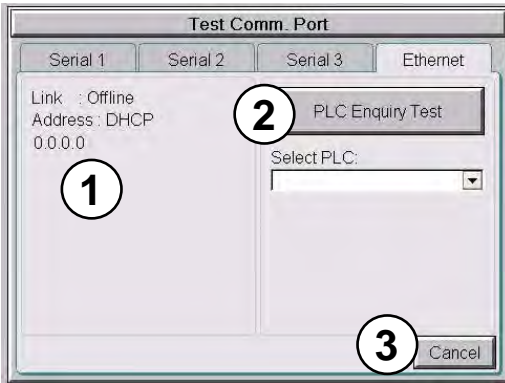 Test Comm. Port
Serial 1 Serial 2 Serial 3 Ethernet
Link : Offline
Address : DHCP
0.0.0.0
1
2
PLC Enquiry Test
Select PLC:
3
Cancel